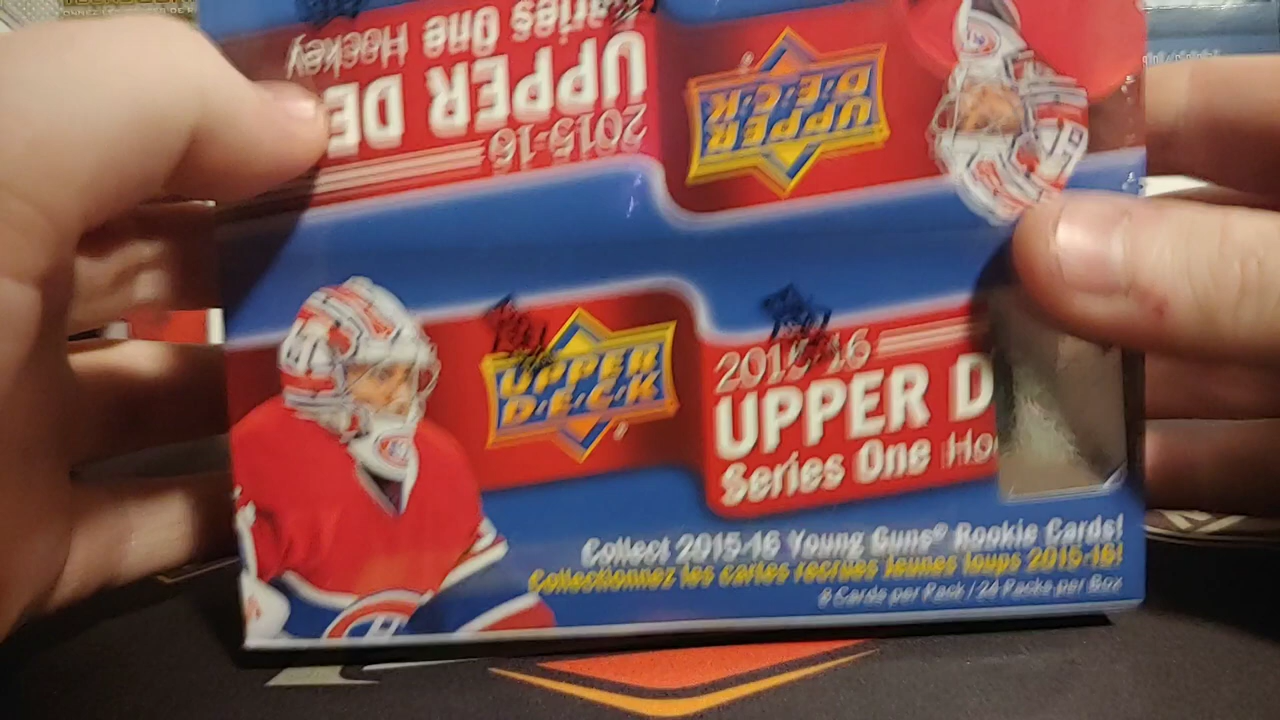 Series One Hockey
UPPER DE
2015-16
UPPER
D·E·C·K
UPPER
D·E·C·K
2015-16
UPPER D
Series One Ho
Collect 2015-16 Young Guns® Rookie Cards!
Collectionnez les cartes recrues Jeunes loups 2015-16!
8 Cards per Pack / 24 Packs per Box